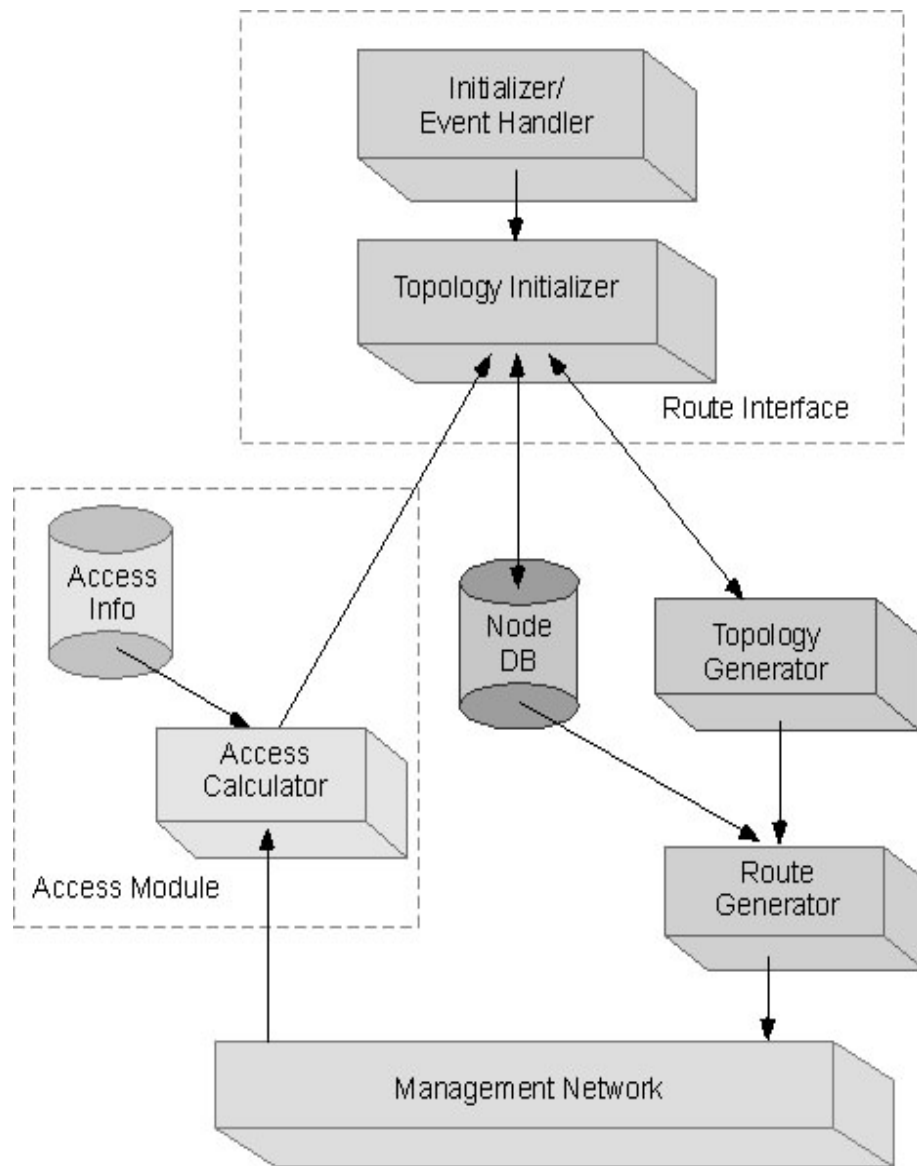 Initializer/
Event Handler
Topology Initializer
Route Interface
Access
Info
Node
DB
Topology
Generator
Access
Calculator
Access Module
Route
Generator
Management Network